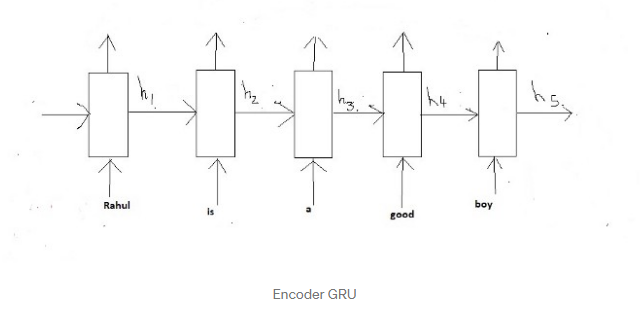 h1 h2 h3. h4 h5.
Rahul is a good boy
Encoder GRU